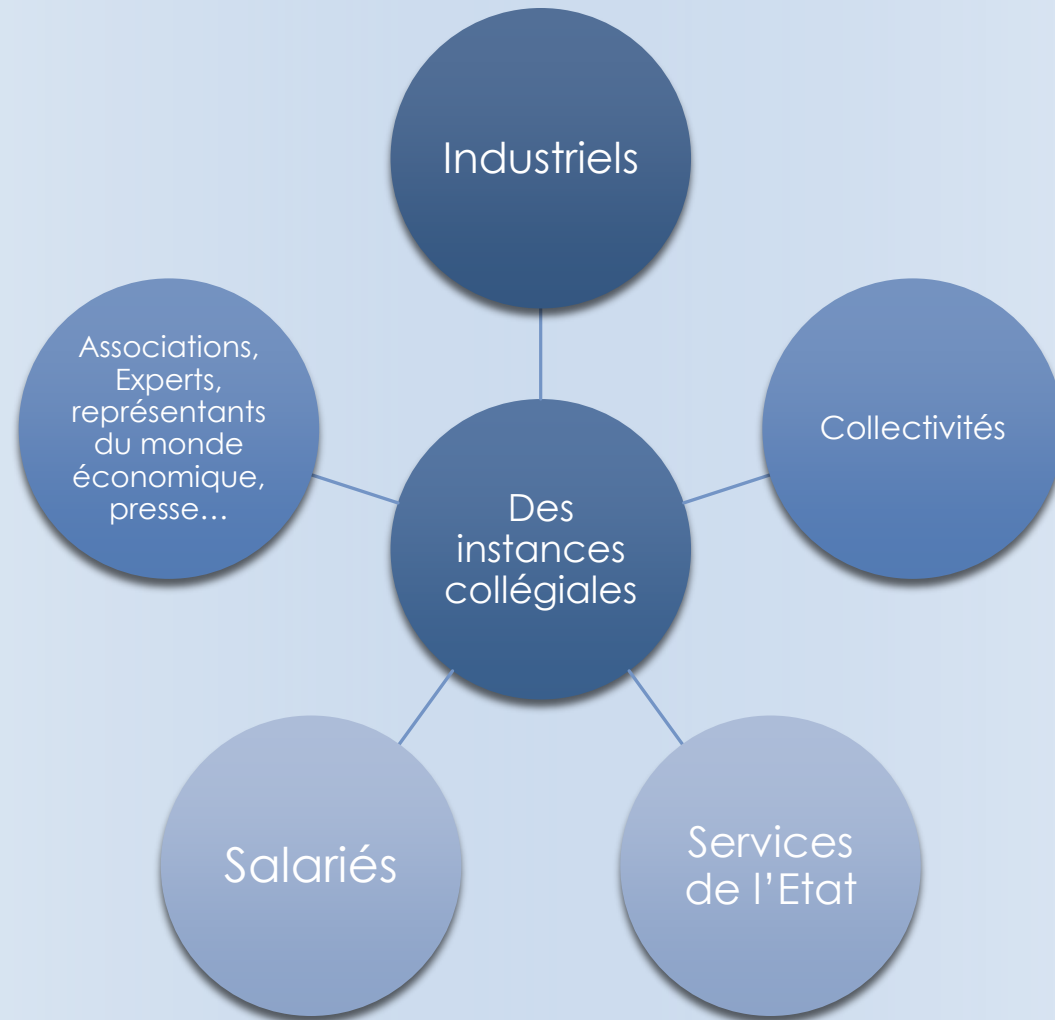 Industriels
Associations,
Experts,
représentants
du monde
économique,
presse…
Collectivités
Des
instances
collégiales
Salariés
Services
de l’Etat